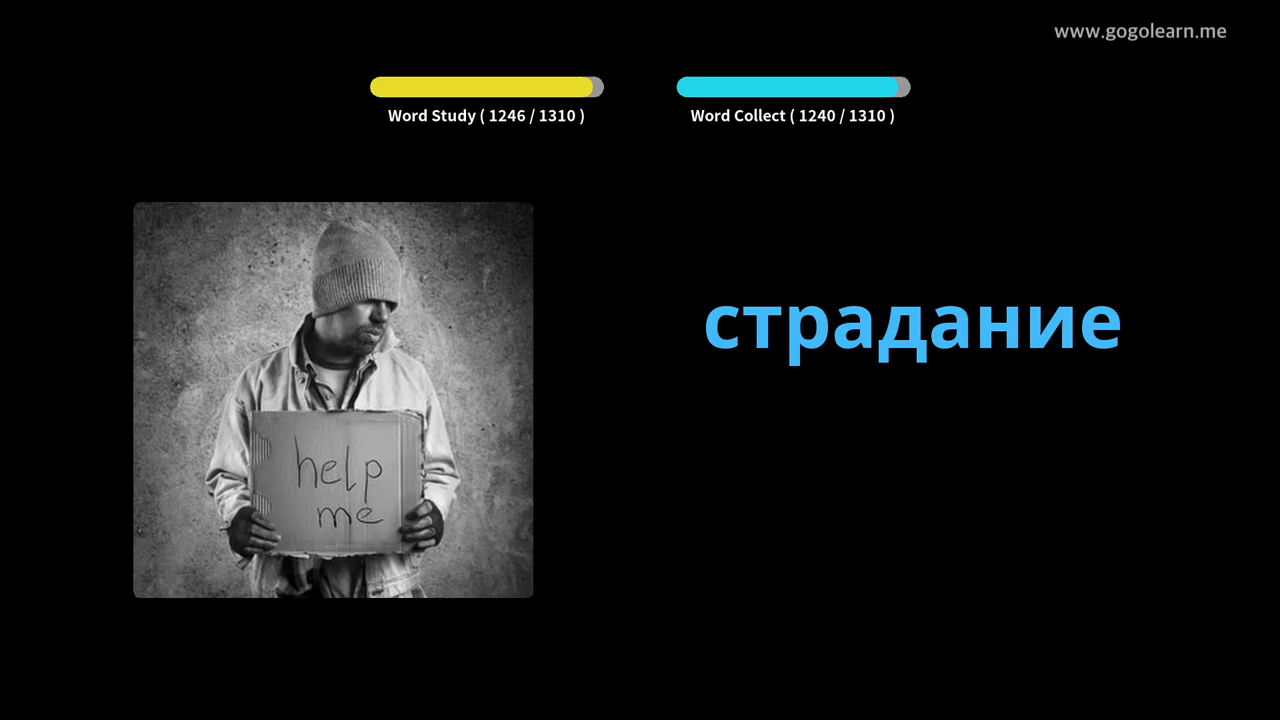 www.gogolearn.me
Word Study ( 1246 / 1310 )
Word Collect ( 1240 / 1310 )
страдание
help
me